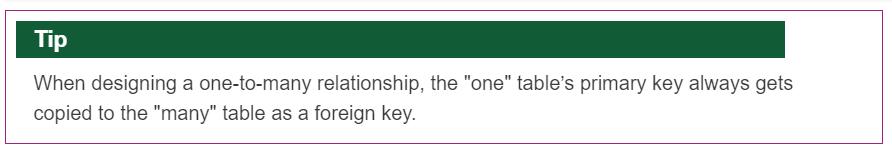 Tip
When designing a one-to-many relationship, the "one" table’s primary key always gets
copied to the "many" table as a foreign key.